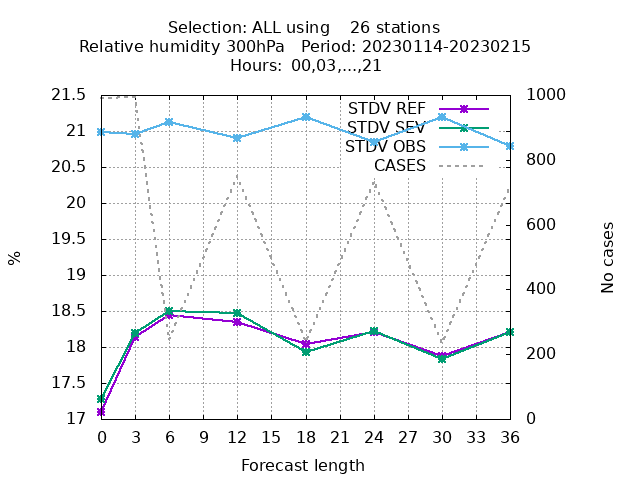 Selection: ALL using    26 stations
Relative humidity 300hPa   Period: 20230114-20230215
Hours:  00,03,...,21
STDV REF
STDV SEV
STDV OBS
CASES
21.5
21
20.5
20
19.5
19
18.5
18
17.5
17
%
1000
800
600
400
200
0
No cases
0 3 6 9 12 15 18 21 24 27 30 33 36
Forecast length